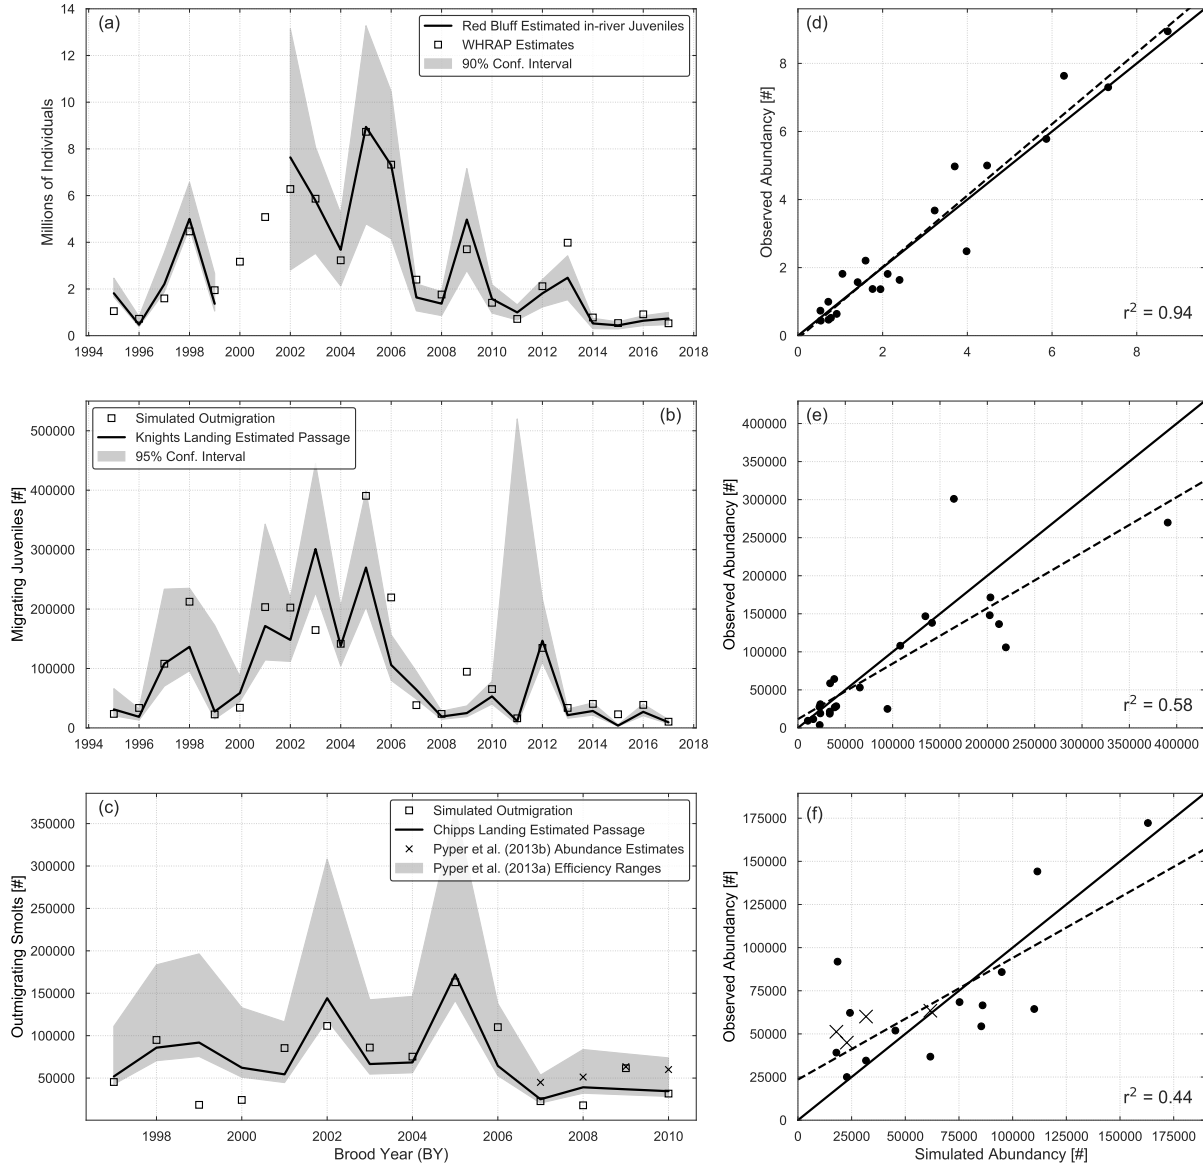 (a)
Red Bluff Estimated in-river Juveniles
WHRAP Estimates
90% Conf. Interval
Millions of Individuals
14
12
10
8
6
4
2
0
1994 1996 1998 2000 2002 2004 2006 2008 2010 2012 2014 2016 2018
(d)
Observed Abundancy [#]
8
6
4
2
0
r² = 0.94
0 2 4 6 8
(b)
Simulated Outmigration
Knights Landing Estimated Passage
95% Conf. Interval
Migrating Juveniles [#]
500000
400000
300000
200000
100000
0
1994 1996 1998 2000 2002 2004 2006 2008 2010 2012 2014 2016 2018
(e)
Observed Abundancy [#]
400000
350000
300000
250000
200000
150000
100000
50000
0
r² = 0.58
0 50000 100000 150000 200000 250000 300000 350000 400000
(c)
Simulated Outmigration
Chipps Landing Estimated Passage
Pyper et al. (2013b) Abundance Estimates
Pyper et al. (2013a) Efficiency Ranges
Outmigrating Smolts [#]
350000
300000
250000
200000
150000
100000
50000
1998 2000 2002 2004 2006 2008 2010
Brood Year (BY)
(f)
Observed Abundancy [#]
175000
150000
125000
100000
75000
50000
25000
0
r² = 0.44
0 25000 50000 75000 100000 125000 150000 175000
Simulated Abundancy [#]